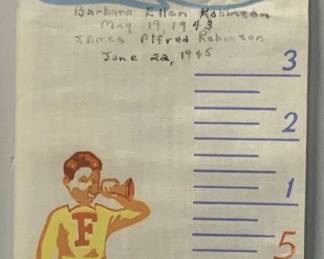 Barbara Ellen Robinson
May 19, 1943
James Alfred Robinson
June 22, 1945
3
2
1
F
5